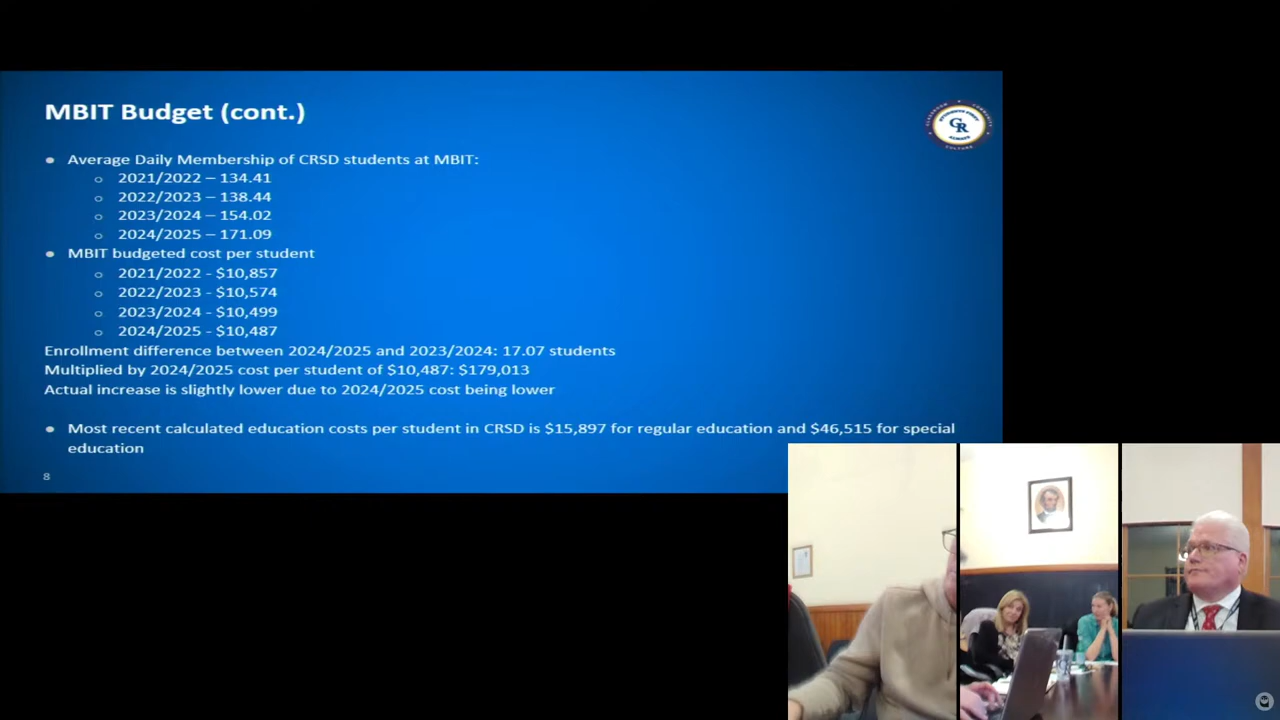 MBIT Budget (cont.)
● Average Daily Membership of CRSD students at MBIT:
○ 2021/2022 – 134.41
○ 2022/2023 – 138.44
○ 2023/2024 – 154.02
○ 2024/2025 – 171.09
● MBIT budgeted cost per student
○ 2021/2022 - $10,857
○ 2022/2023 - $10,574
○ 2023/2024 - $10,499
○ 2024/2025 - $10,487
Enrollment difference between 2024/2025 and 2023/2024: 17.07 students
Multiplied by 2024/2025 cost per student of $10,487: $179,013
Actual increase is slightly lower due to 2024/2025 cost being lower
● Most recent calculated education costs per student in CRSD is $15,897 for regular education and $46,515 for special
education
8
CR